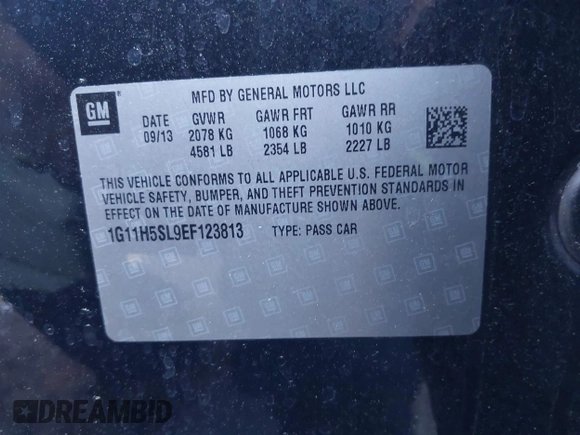 GM
MFD BY GENERAL MOTORS LLC
DATE GVWR GAWR FRT GAWR RR
09/13 2078 KG 1068 KG 1010 KG
4581 LB 2354 LB 2227 LB
THIS VEHICLE CONFORMS TO ALL APPLICABLE U.S. FEDERAL MOTOR
VEHICLE SAFETY, BUMPER, AND THEFT PREVENTION STANDARDS IN
EFFECT ON THE DATE OF MANUFACTURE SHOWN ABOVE.
1G11H5SL9EF123813 TYPE: PASS CAR
DREAMBID